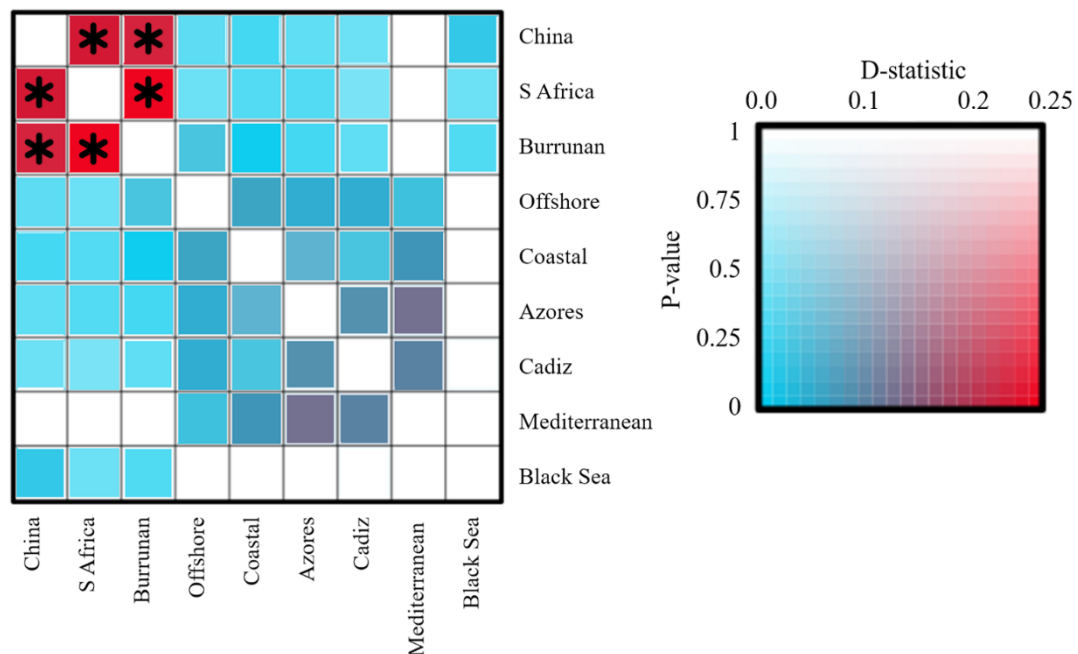 China
S Africa
Burrunan
Offshore
Coastal
Azores
Cadiz
Mediterranean
Black Sea
China
S Africa
Burrunan
Offshore
Coastal
Azores
Cadiz
Mediterranean
Black Sea
D-statistic
0.0 0.1 0.2 0.25
P-value
1
0.75
0.5
0.25
0